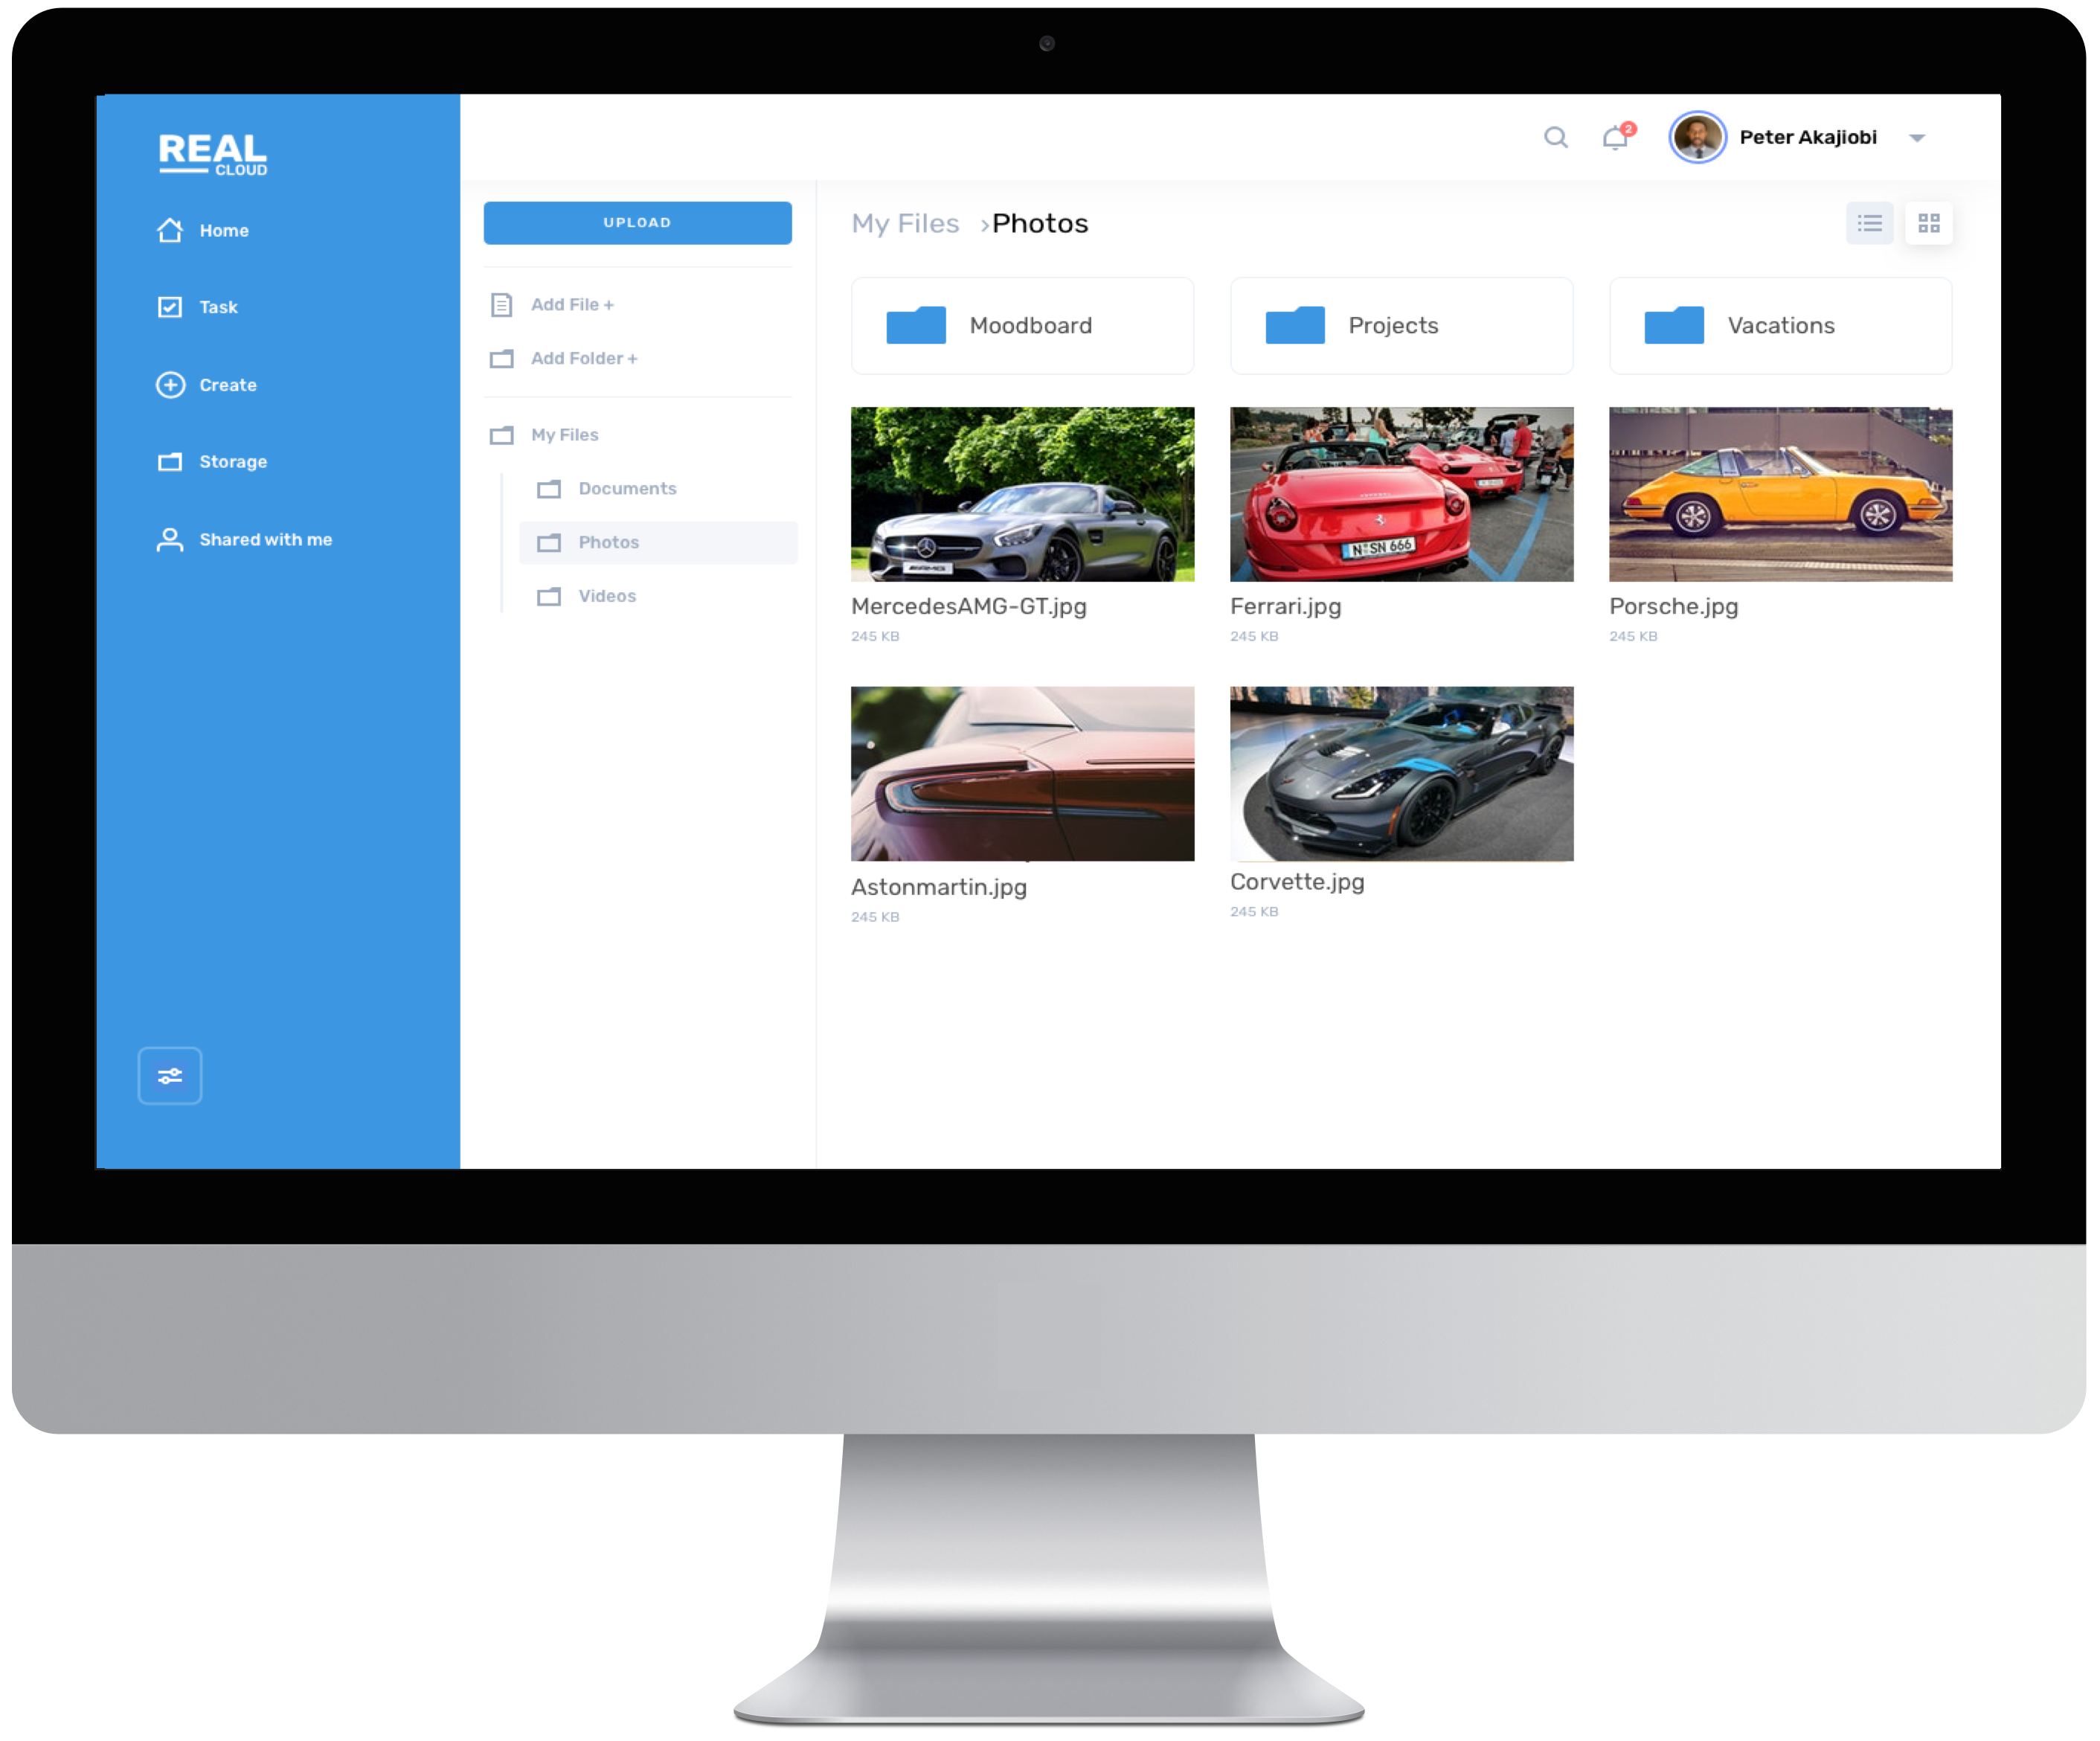 REAL
CLOUD
Home
Task
Create
Storage
Shared with me
2
Peter Akajiobi
UPLOAD
Add File +
Add Folder +
My Files
Documents
Photos
Videos
My Files ›Photos
Moodboard
Projects
Vacations
AMG
N SN 666
MercedesAMG-GT.jpg
245 KB
Ferrari.jpg
245 KB
Porsche.jpg
245 KB
Astonmartin.jpg
245 KB
Corvette.jpg
245 KB